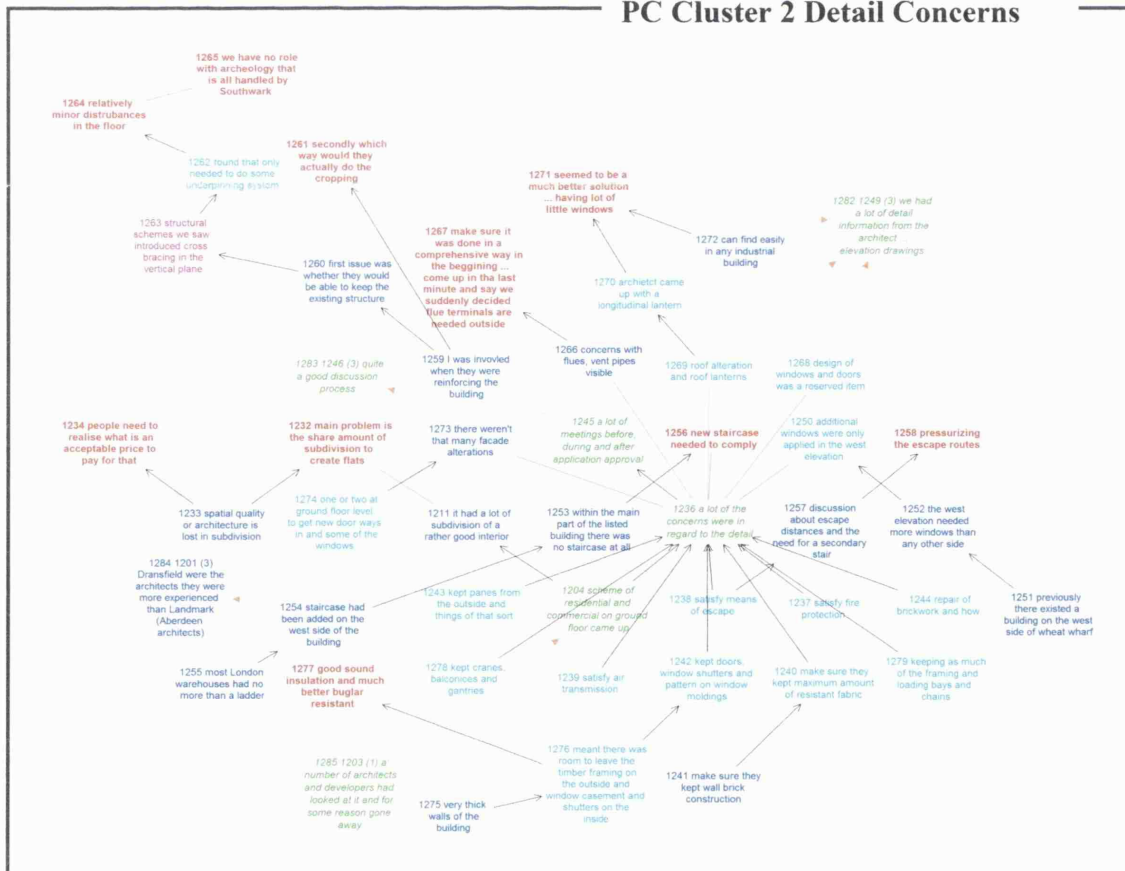 PC Cluster 2 Detail Concerns
1265 we have no role
with archeology that
is all handled by
Southwark
1264 relatively
minor distrubances
in the floor
1262 found that only
needed to do some
underpinning system
1261 secondly which
way would they
actually do the
cropping
1271 seemed to be a
much better solution
... having lot of
little windows
1282 1249 (3) we had
a lot of detail
information from the
architect
elevation drawings
1263 structural
schemes we saw
introduced cross
bracing in the
vertical plane
1267 make sure it
was done in a
comprehensive way in
the beggining ...
come up in tha last
minute and say we
suddenly decided
flue terminals are
needed outside
1272 can find easily
in any industrial
building
1260 first issue was
whether they would
be able to keep the
existing structure
1270 archietct came
up with a
longitudinal lantern
1283 1246 (3) quite
a good discussion
process
1259 I was invovled
when they were
reinforcing the
building
1266 concerns with
flues, vent pipes
visible
1269 roof alteration
and roof lanterns
1268 design of
windows and doors
was a reserved item
1234 people need to
realise what is an
acceptable price to
pay for that
1232 main problem is
the share amount of
subdivision to
create flats
1273 there weren't
that many facade
alterations
1245 a lot of
meetings before,
during and after
application approval
1256 new staircase
needed to comply
1250 additional
windows were only
applied in the west
elevation
1258 pressurizing
the escape routes
1233 spatial quality
or architecture is
lost in subdivision
1274 one or two at
ground floor level
to get new door ways
in and some of the
windows
1211 it had a lot of
subdivision of a
rather good interior
1253 within the main
part of the listed
building there was
no staircase at all
1236 a lot of the
concerns were in
regard to the detail
1257 discussion
about escape
distances and the
need for a secondary
stair
1252 the west
elevation needed
more windows than
any other side
1284 1201 (3)
Dransfield were the
architects they were
more experienced
than Landmark
(Aberdeen
architects)
1254 staircase had
been added on the
west side of the
building
1243 kept panes from
the outside and
things of that sort
1204 scheme of
residential and
commercial on ground
floor came up
1238 satisfy means
of escape
1237 satisfy fire
protection
1244 repair of
brickwork and how
1251 previously
there existed a
building on the west
side of wheat wharf
1255 most London
warehouses had no
more than a ladder
1277 good sound
insulation and much
better buglar
resistant
1278 kept cranes,
balconices and
gantries
1239 satisfy air
transmission
1242 kept doors,
window shutters and
pattern on window
moldings
1240 make sure they
kept maximum amount
of resistant fabric
1279 keeping as much
of the framing and
loading bays and
chains
1285 1203 (1) a
number of architects
and developers had
looked at it and for
some reason gone
away
1275 very thick
walls of the
building
1276 meant there was
room to leave the
timber framing on
the outside and
window casement and
shutters on the
inside
1241 make sure they
kept wall brick
construction